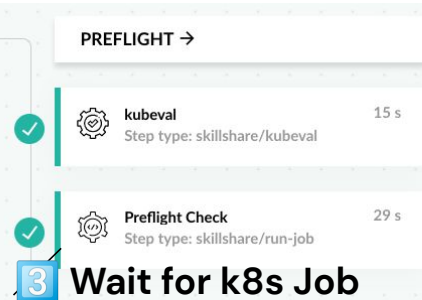 PREFLIGHT →
kubeval
15 s
Step type: skillshare/kubeval
Preflight Check
29 s
Step type: skillshare/run-job
3 Wait for k8s Job